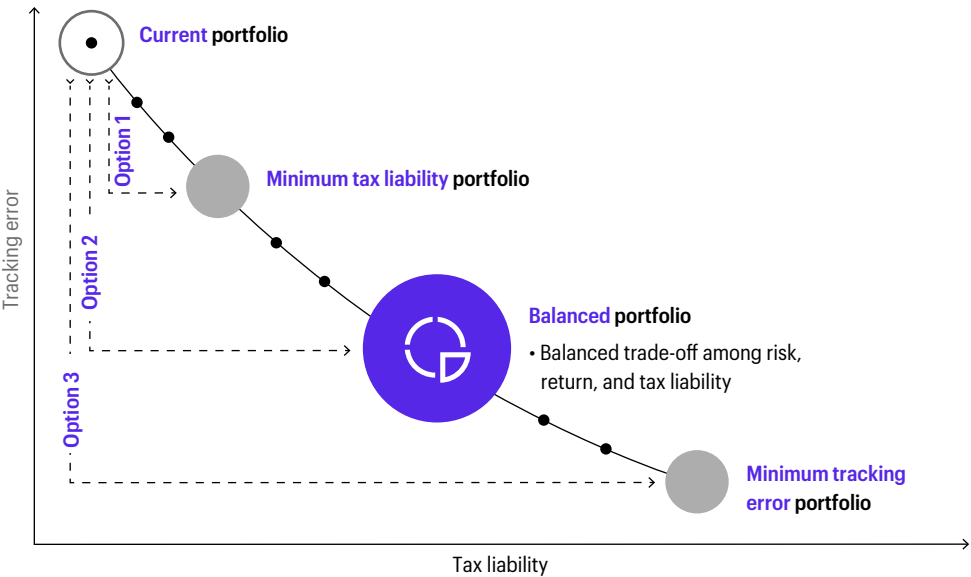 Current portfolio
Option 1
Minimum tax liability portfolio
Tracking error
Option 2
Balanced portfolio
• Balanced trade-off among risk,
return, and tax liability
Option 3
Minimum tracking
error portfolio
Tax liability